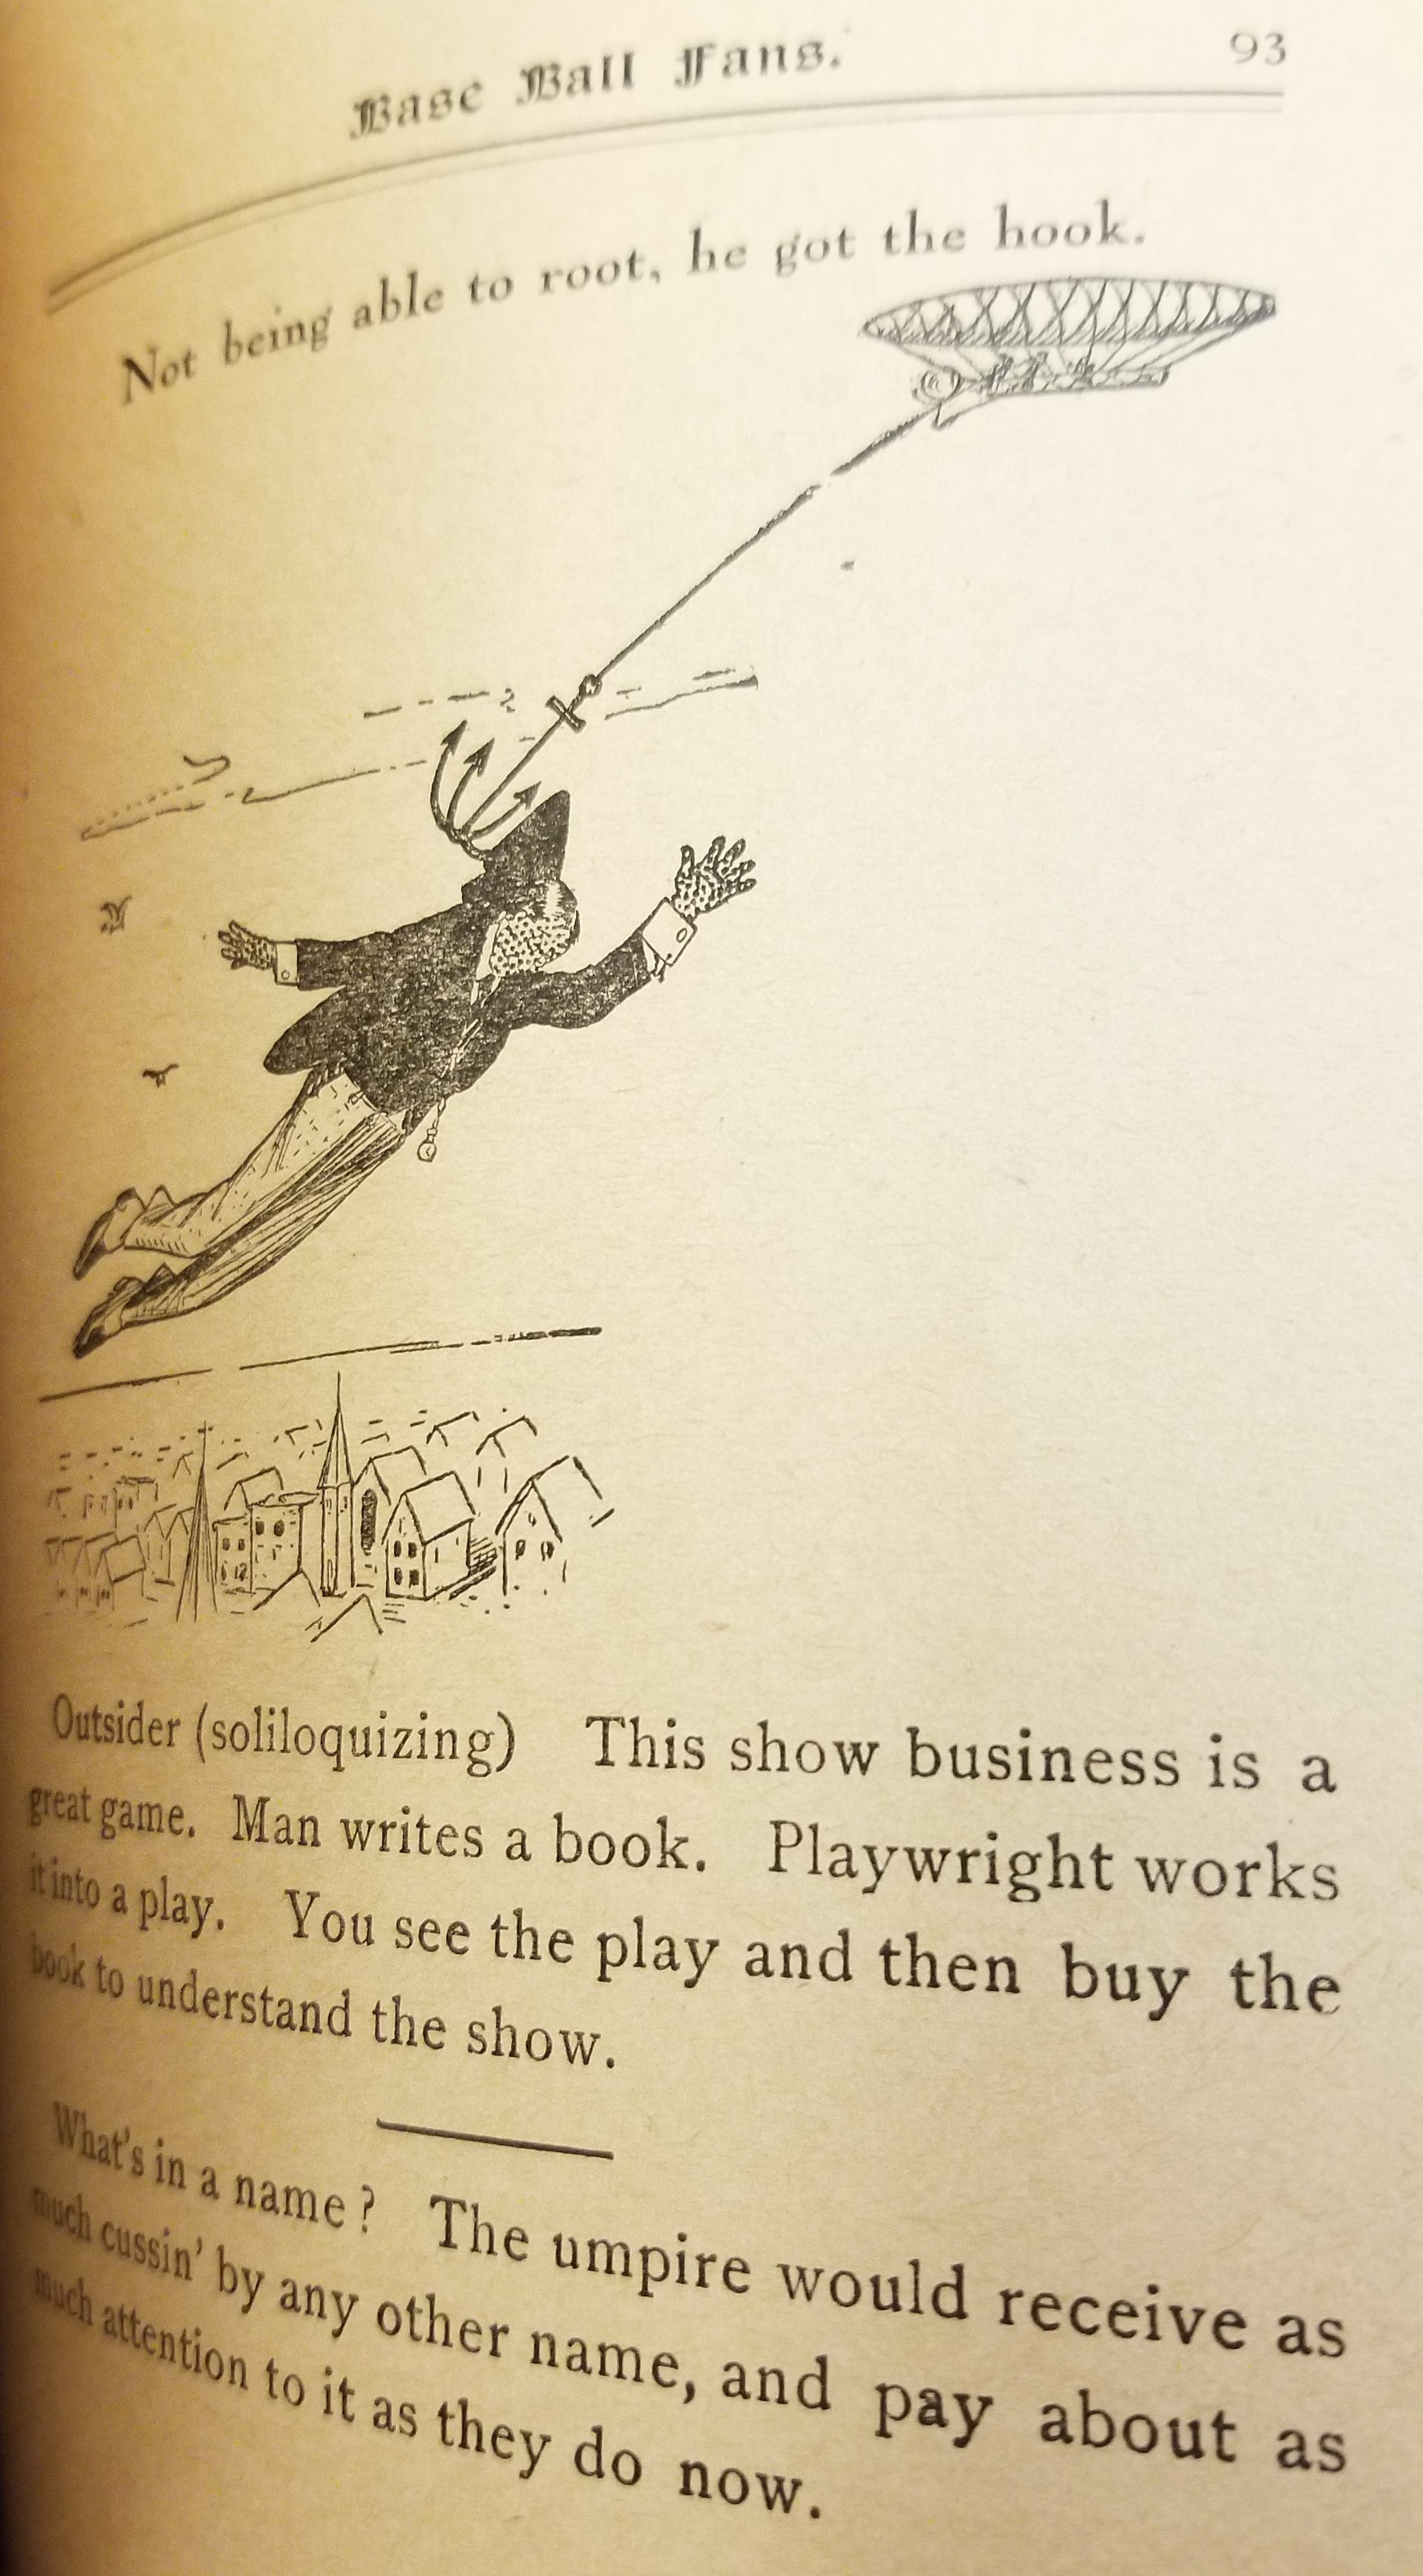 Base Ball Fans. 93
Not being able to root, he got the hook.
Outsider (soliloquizing) This show business is a
great game. Man writes a book. Playwright works
it into a play. You see the play and then buy the
book to understand the show.
What's in a name? The umpire would receive as
much cussin' by any other name, and pay about as
much attention to it as they do now.